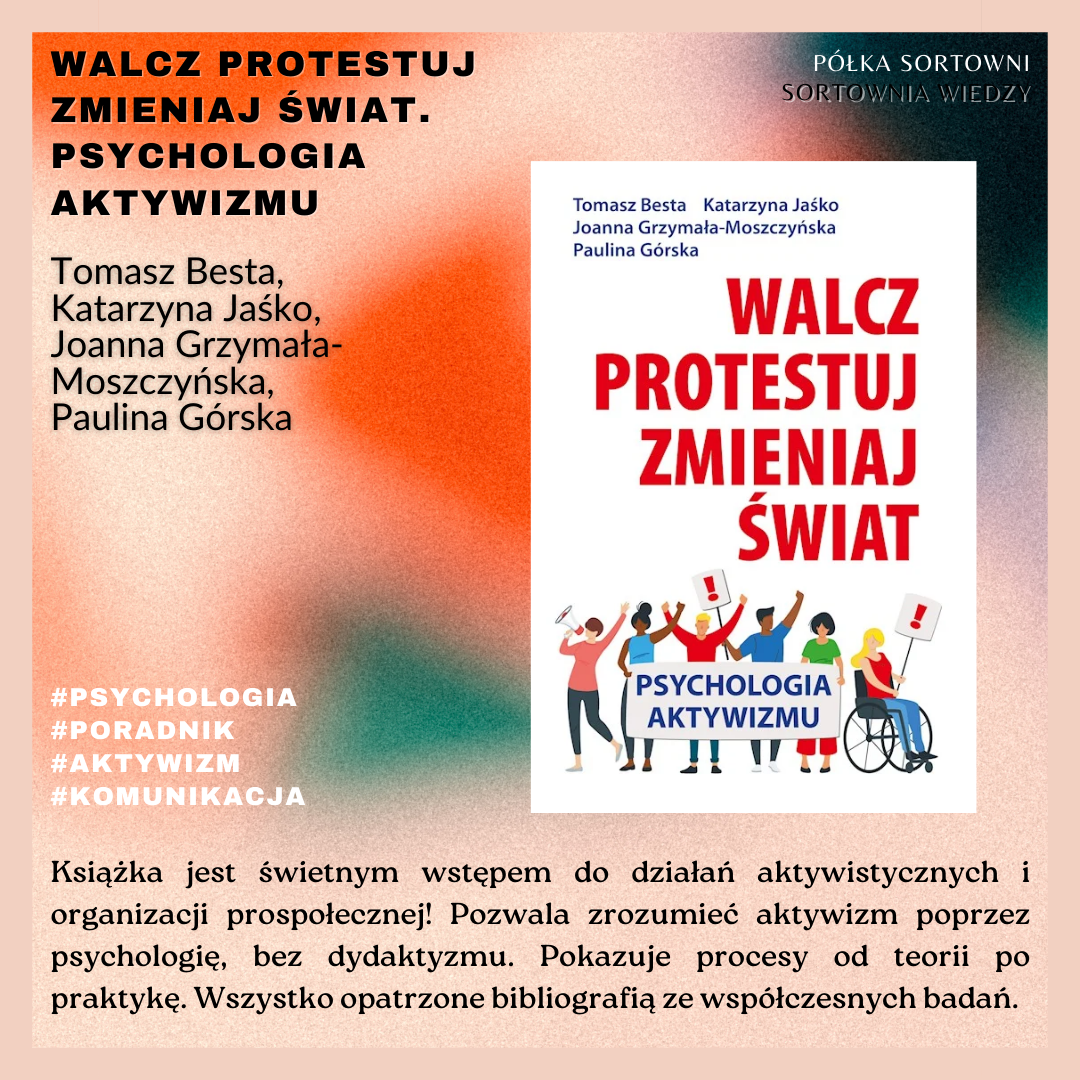 WALCZ PROTESTUJ
ZMIENIAJ ŚWIAT.
PSYCHOLOGIA
AKTYWIZMU
PÓŁKA SORTOWNI
SORTOWNIA WIEDZY
Tomasz Besta,
Katarzyna Jaśko,
Joanna Grzymała-
Moszczyńska,
Paulina Górska
Tomasz Besta Katarzyna Jaśko
Joanna Grzymała-Moszczyńska
Paulina Górska
WALCZ
PROTESTUJ
ZMIENIAJ
ŚWIAT
!
!
PSYCHOLOGIA
AKTYWIZMU
#PSYCHOLOGIA
#PORADNIK
#AKTYWIZM
#KOMUNIKACJA
Książka jest świetnym wstępem do działań aktywistycznych i
organizacji prospołecznej! Pozwala zrozumieć aktywizm poprzez
psychologię, bez dydaktyzmu. Pokazuje procesy od teorii po
praktykę. Wszystko opatrzone bibliografią ze współczesnych badań.